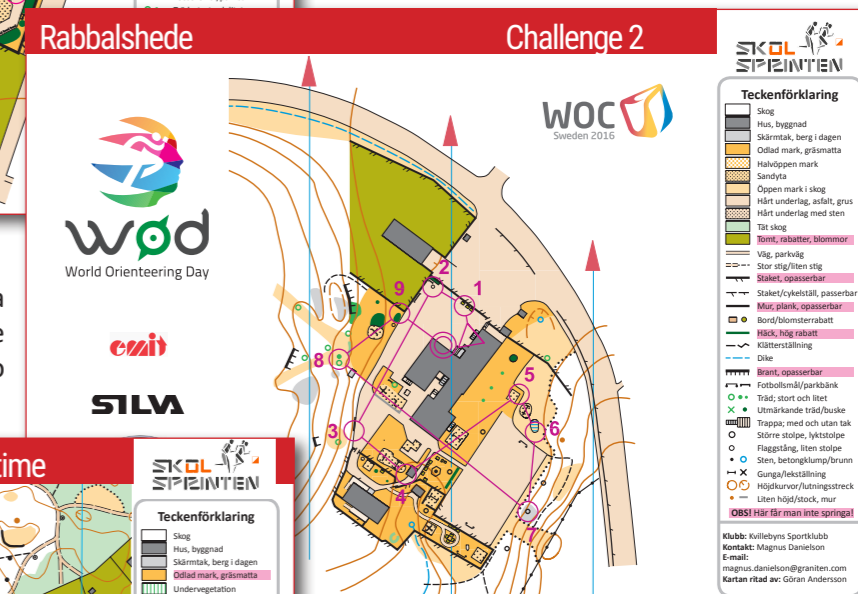 Rabbalshede
Challenge 2
SKOL
SPRINTEN
WOC
Sweden 2016
wod
World Orienteering Day
emit
SILVA
1
2
3
4
5
6
7
8
9
Teckenförklaring
Skog
Hus, byggnad
Skärmtak, berg i dagen
Odlad mark, gräsmatta
Halvöppen mark
Sandyta
Öppen mark i skog
Hårt underlag, asfalt, grus
Hårt underlag med sten
Tät skog
Tomt, rabatter, blommor
Väg, parkväg
Stor stig/liten stig
Staket, opasserbar
Staket/cykelställ, passerbar
Mur, plank, opasserbar
Bord/blomsterrabatt
Häck, hög rabatt
Klätterställning
Dike
Brant, opasserbar
Fotbollsmål/parkbänk
Träd; stort och litet
Utmärkande träd/buske
Trappa; med och utan tak
Större stolpe, lyktstolpe
Flaggstång, liten stolpe
Sten, betongklump/brunn
Gunga/lekställning
Höjdkurvor/lutningsstreck
Liten höjd/stock, mur
OBS! Här får man inte springa!
Klubb: Kvillebyns Sportklubb
Kontakt: Magnus Danielson
E-mail:
magnus.danielson@graniten.com
Kartan ritad av: Göran Andersson
time
SKOL
SPRINTEN
Teckenförklaring
Skog
Hus, byggnad
Skärmtak, berg i dagen
Odlad mark, gräsmatta
Undervegetation